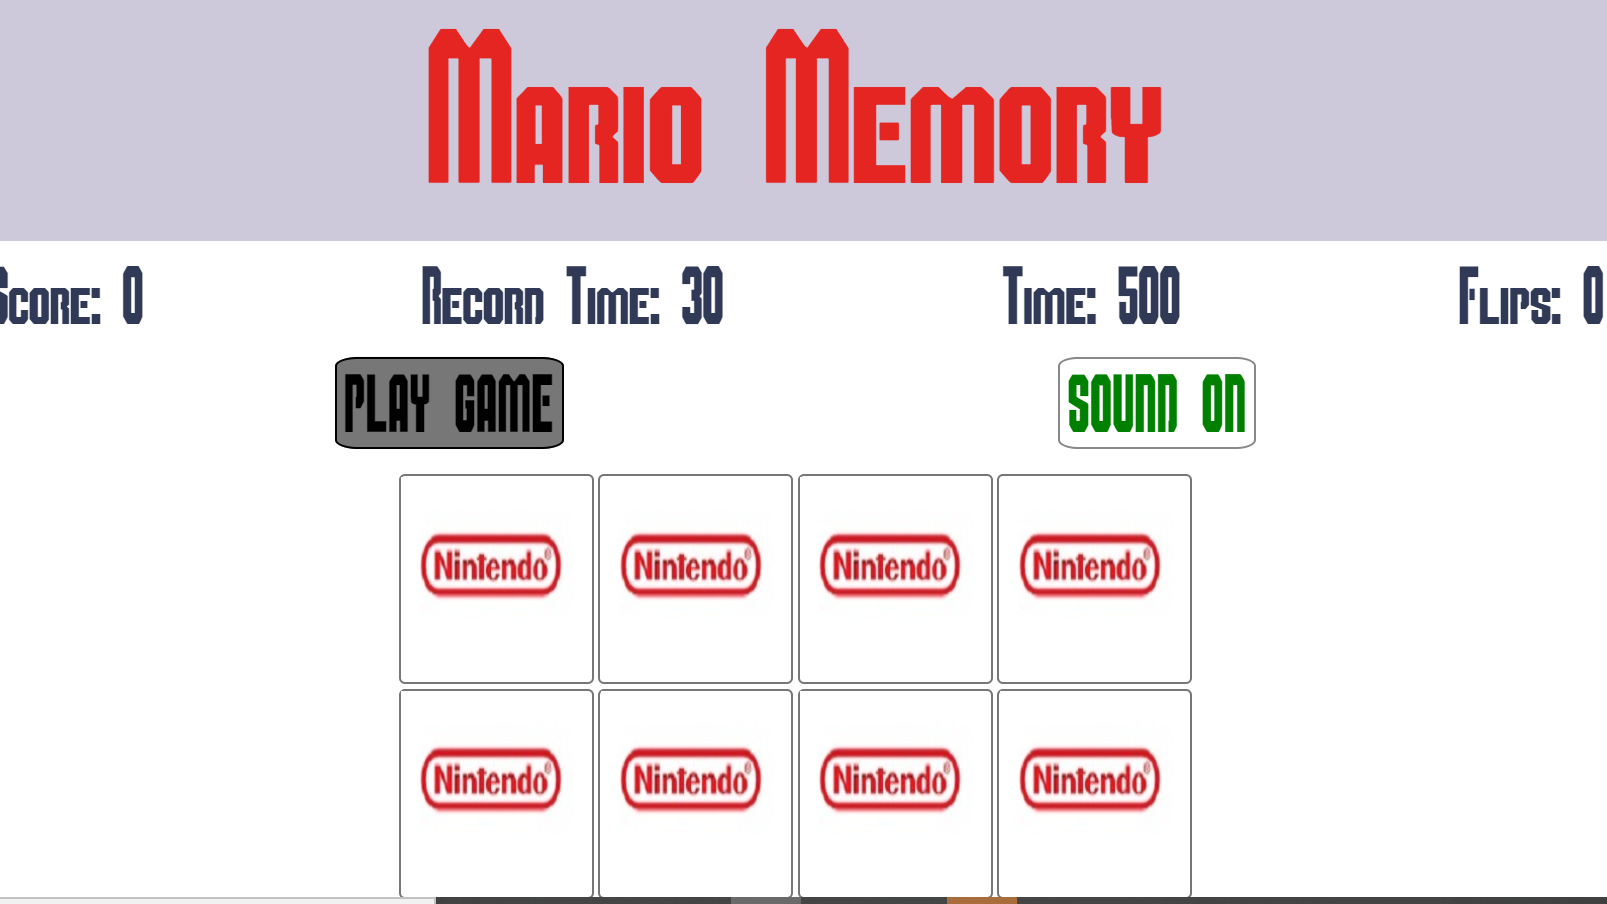 Mario Memory
Score: 0 Record Time: 30 Time: 500 Flips: 0
PLAY GAME SOUND ON
Nintendo® Nintendo® Nintendo® Nintendo®
Nintendo® Nintendo® Nintendo® Nintendo®